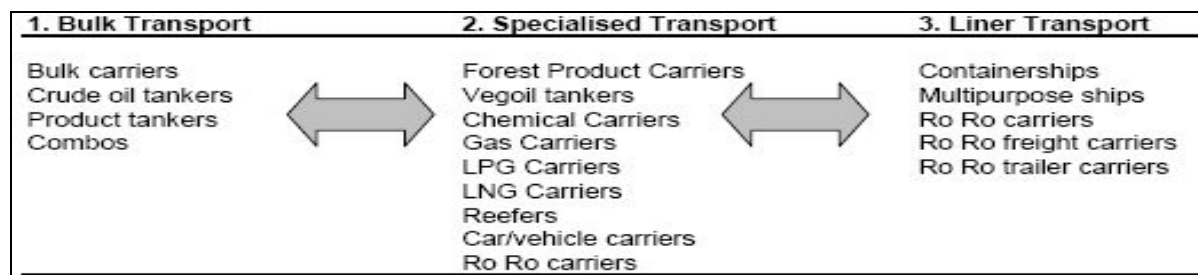 1. Bulk Transport
2. Specialised Transport
3. Liner Transport
Bulk carriers
Crude oil tankers
Product tankers
Combos
Forest Product Carriers
Vegoil tankers
Chemical Carriers
Gas Carriers
LPG Carriers
LNG Carriers
Reefers
Car/vehicle carriers
Ro Ro carriers
Containerships
Multipurpose ships
Ro Ro carriers
Ro Ro freight carriers
Ro Ro trailer carriers